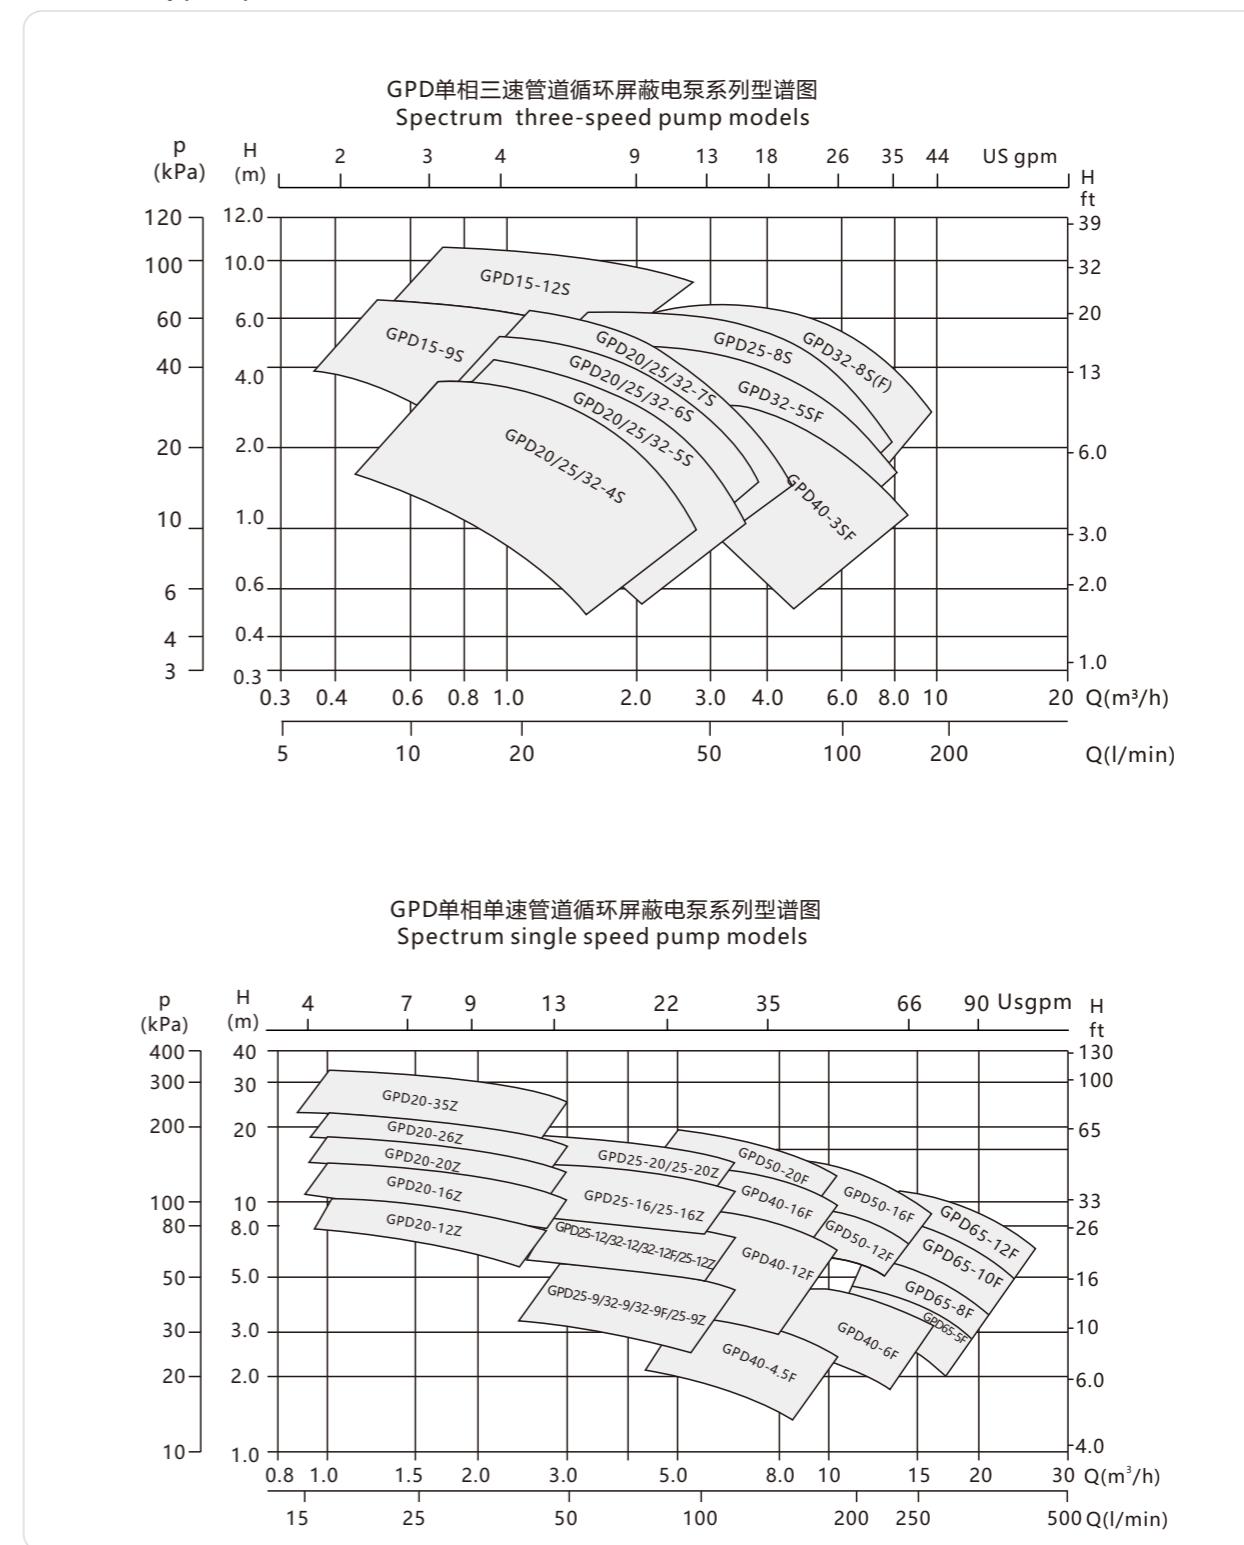 GPD单相三速管道循环屏蔽电泵系列型谱图
Spectrum three-speed pump models
p
(kPa)
H
(m)
2 3 4 9 13 18 26 35 44 US gpm
H
ft
120 12.0 39
100 10.0 32
60 6.0 20
40 4.0 13
20 2.0 6.0
10 1.0 3.0
6 0.6 2.0
4 0.4
3 0.3 1.0
GPD15-12S
GPD15-9S
GPD20/25/32-7S
GPD25-8S
GPD32-8S(F)
GPD20/25/32-6S
GPD32-5SF
GPD20/25/32-5S
GPD20/25/32-4S
GPD40-3SF
0.3 0.4 0.6 0.8 1.0 2.0 3.0 4.0 6.0 8.0 10 20 Q(m³/h)
5 10 20 50 100 200 Q(l/min)
GPD单相单速管道循环屏蔽电泵系列型谱图
Spectrum single speed pump models
p
(kPa)
H
(m)
4 7 9 13 22 35 66 90 Usgpm
H
ft
400 40 130
300 30 100
200 20 65
100 10 33
80 8.0 26
50 5.0 16
30 3.0 10
20 2.0 6.0
10 1.0 4.0
GPD20-35Z
GPD20-26Z
GPD20-20Z
GPD20-16Z
GPD20-12Z
GPD25-20/25-20Z
GPD25-16/25-16Z
GPD25-12/32-12/32-12F/25-12Z
GPD25-9/32-9/32-9F/25-9Z
GPD50-20F
GPD40-16F
GPD40-12F
GPD40-4.5F
GPD50-16F
GPD50-12F
GPD40-6F
GPD65-12F
GPD65-10F
GPD65-8F
GPD65-5F
0.8 1.0 1.5 2.0 3.0 5.0 8.0 10 15 20 30 Q(m³/h)
15 25 50 100 200 250 500 Q(l/min)